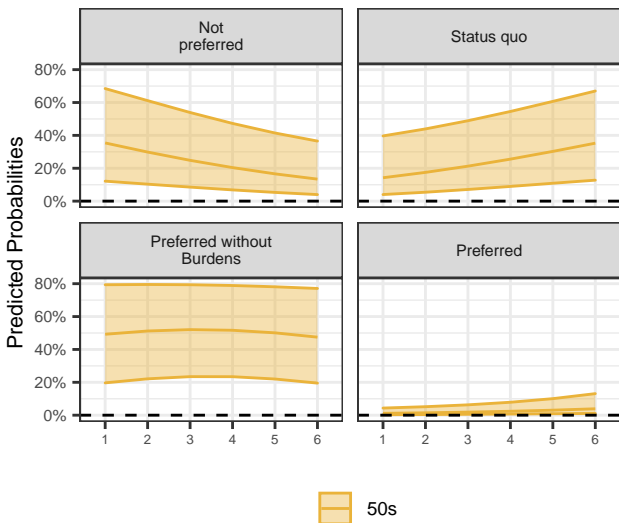 Not
preferred
Status quo
80%
60%
40%
20%
0%
Preferred without
Burdens
Preferred
80%
60%
40%
20%
0%
1 2 3 4 5 6
1 2 3 4 5 6
Predicted Probabilities
50s